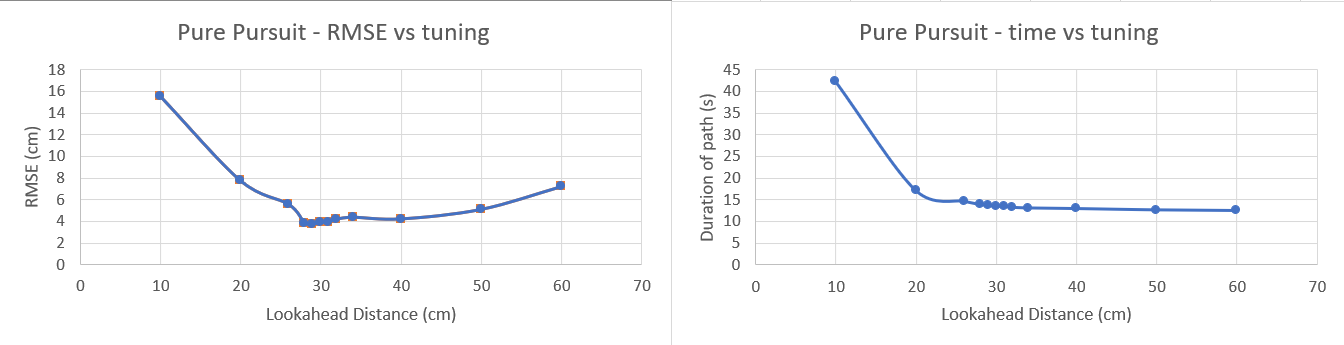 Pure Pursuit - RMSE vs tuning
RMSE (cm)
18
16
14
12
10
8
6
4
2
0
0 10 20 30 40 50 60 70
Lookahead Distance (cm)
Pure Pursuit - time vs tuning
Duration of path (s)
45
40
35
30
25
20
15
10
5
0
0 10 20 30 40 50 60 70
Lookahead Distance (cm)